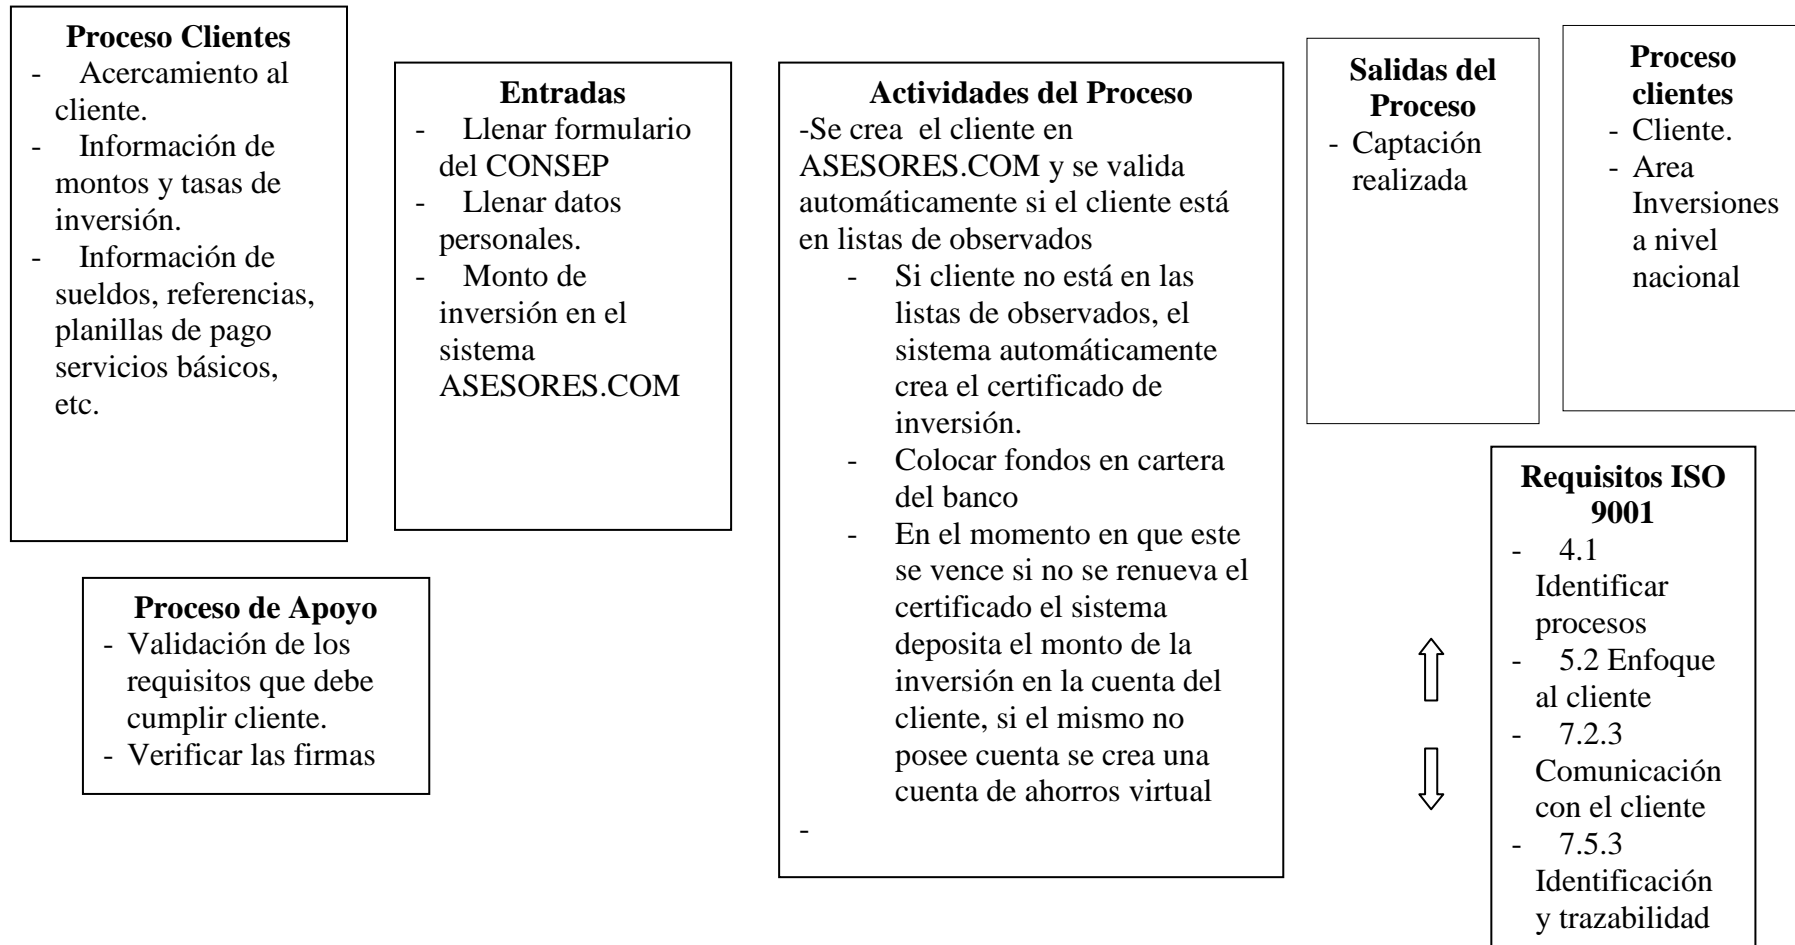 Proceso Clientes
- Acercamiento al
cliente.
- Información de
montos y tasas de
inversión.
- Información de
sueldos, referencias,
planillas de pago
servicios básicos,
etc.
Entradas
- Llenar formulario
del CONSEP
- Llenar datos
personales.
- Monto de
inversión en el
sistema
ASESORES.COM
Actividades del Proceso
-Se crea el cliente en
ASESORES.COM y se valida
automáticamente si el cliente está
en listas de observados
- Si cliente no está en las
listas de observados, el
sistema automáticamente
crea el certificado de
inversión.
- Colocar fondos en cartera
del banco
- En el momento en que este
se vence si no se renueva el
certificado el sistema
deposita el monto de la
inversión en la cuenta del
cliente, si el mismo no
posee cuenta se crea una
cuenta de ahorros virtual
-
Salidas del
Proceso
- Captación
realizada
Proceso
clientes
- Cliente.
- Area
Inversiones
a nivel
nacional
Proceso de Apoyo
- Validación de los
requisitos que debe
cumplir cliente.
- Verificar las firmas
Requisitos ISO
9001
- 4.1
Identificar
procesos
- 5.2 Enfoque
al cliente
- 7.2.3
Comunicación
con el cliente
- 7.5.3
Identificación
y trazabilidad